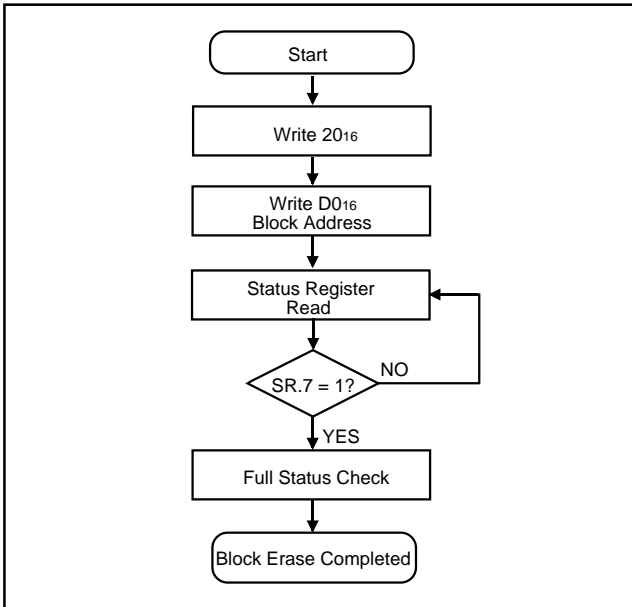 Start
Write 20₁₆
Write D0₁₆
Block Address
Status Register
Read
SR.7 = 1?
NO
YES
Full Status Check
Block Erase Completed